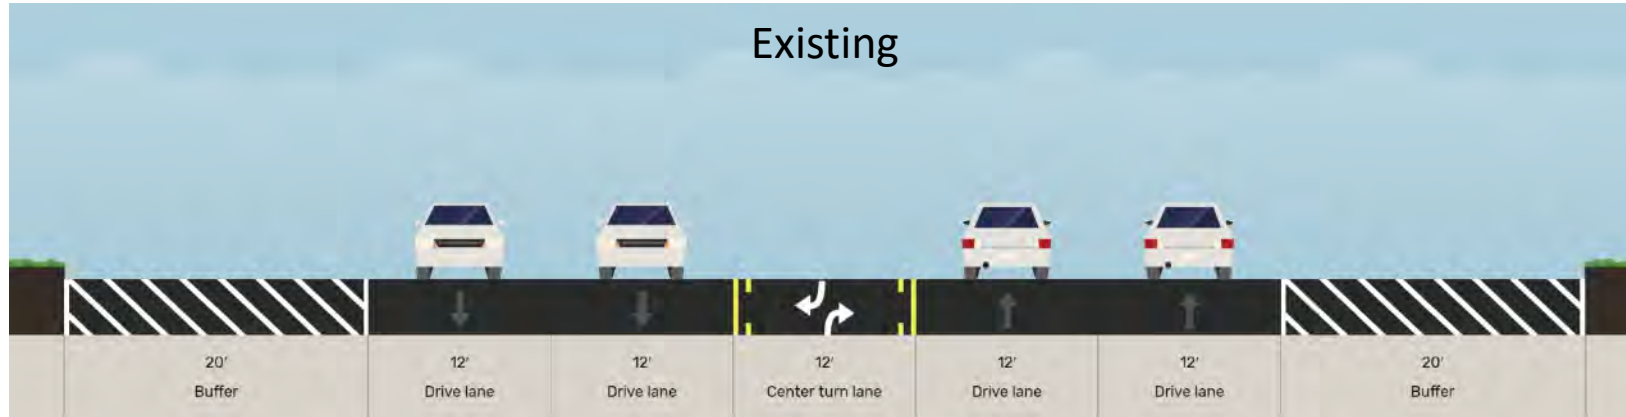 Existing
20'
Buffer
12'
Drive lane
12'
Drive lane
12'
Center turn lane
12'
Drive lane
12'
Drive lane
20'
Buffer